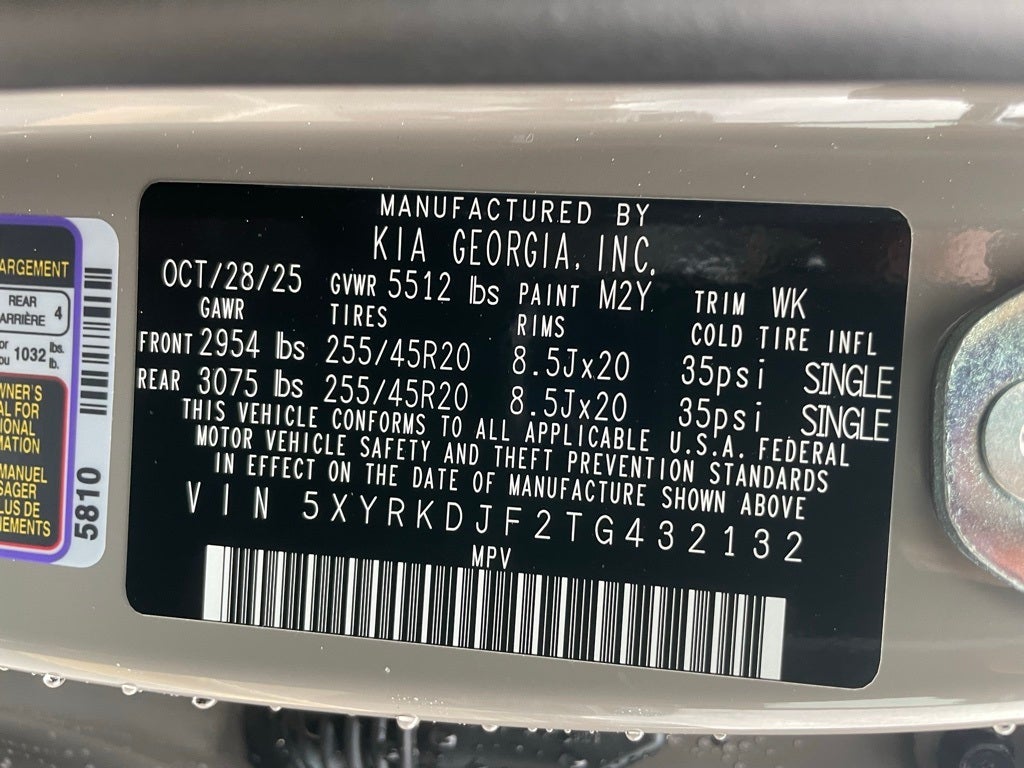 MANUFACTURED BY
KIA GEORGIA, INC.
OCT/28/25 GVWR 5512 lbs PAINT M2Y TRIM WK
GAWR TIRES RIMS COLD TIRE INFL
FRONT 2954 lbs 255/45R20 8.5Jx20 35psi SINGLE
REAR 3075 lbs 255/45R20 8.5Jx20 35psi SINGLE
THIS VEHICLE CONFORMS TO ALL APPLICABLE U.S.A. FEDERAL
MOTOR VEHICLE SAFETY AND THEFT PREVENTION STANDARDS
IN EFFECT ON THE DATE OF MANUFACTURE SHOWN ABOVE
VIN 5XYRKDJF2TG432132
MPV
REAR 4
ARRIÈRE
1032 lbs.
lb.
MANUEL
5810